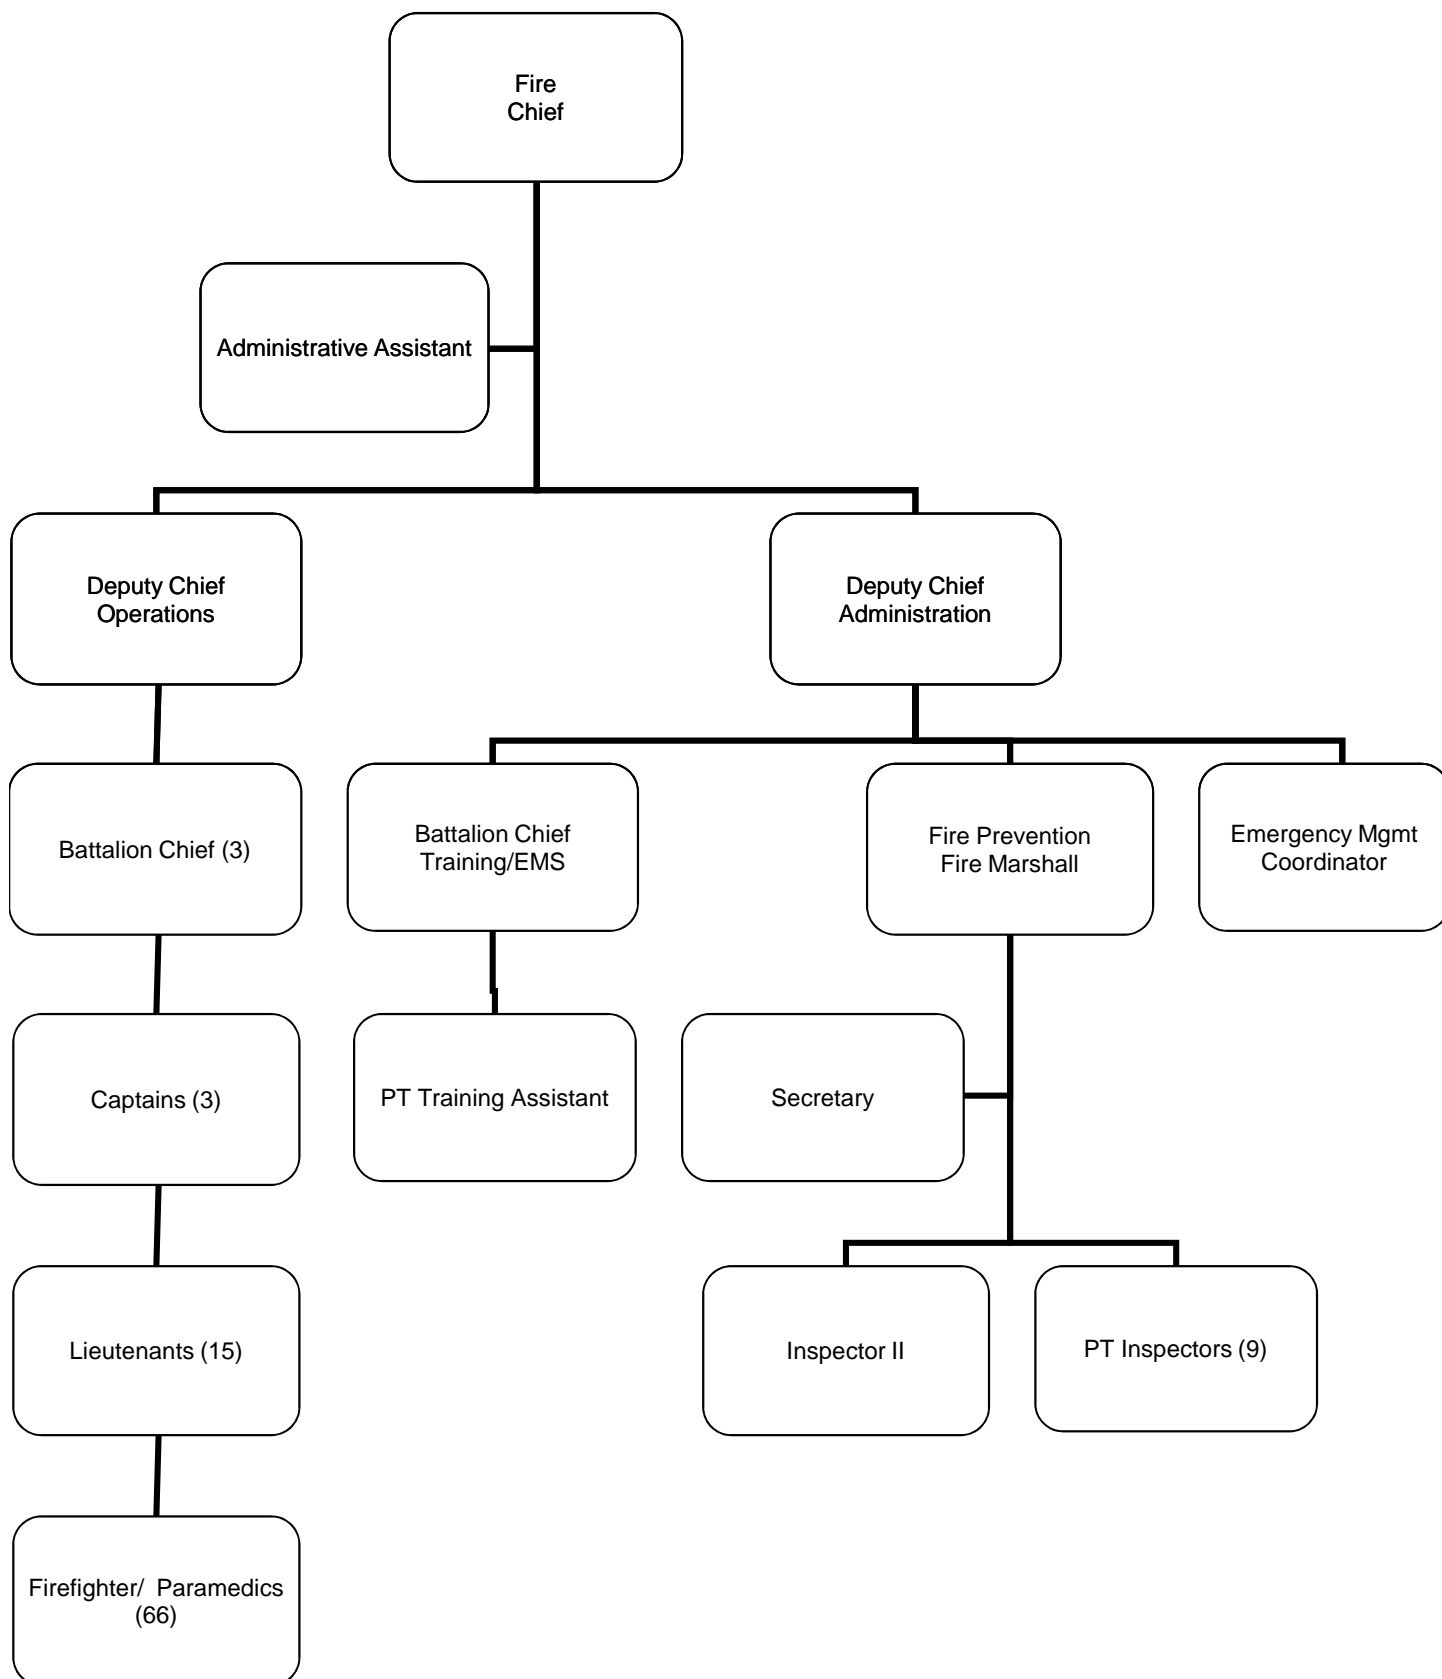 Fire
Chief
Administrative Assistant
Deputy Chief
Operations
Deputy Chief
Administration
Battalion Chief (3)
Battalion Chief
Training/EMS
Fire Prevention
Fire Marshall
Emergency Mgmt
Coordinator
Captains (3)
PT Training Assistant
Secretary
Lieutenants (15)
Inspector II
PT Inspectors (9)
Firefighter/ Paramedics
(66)